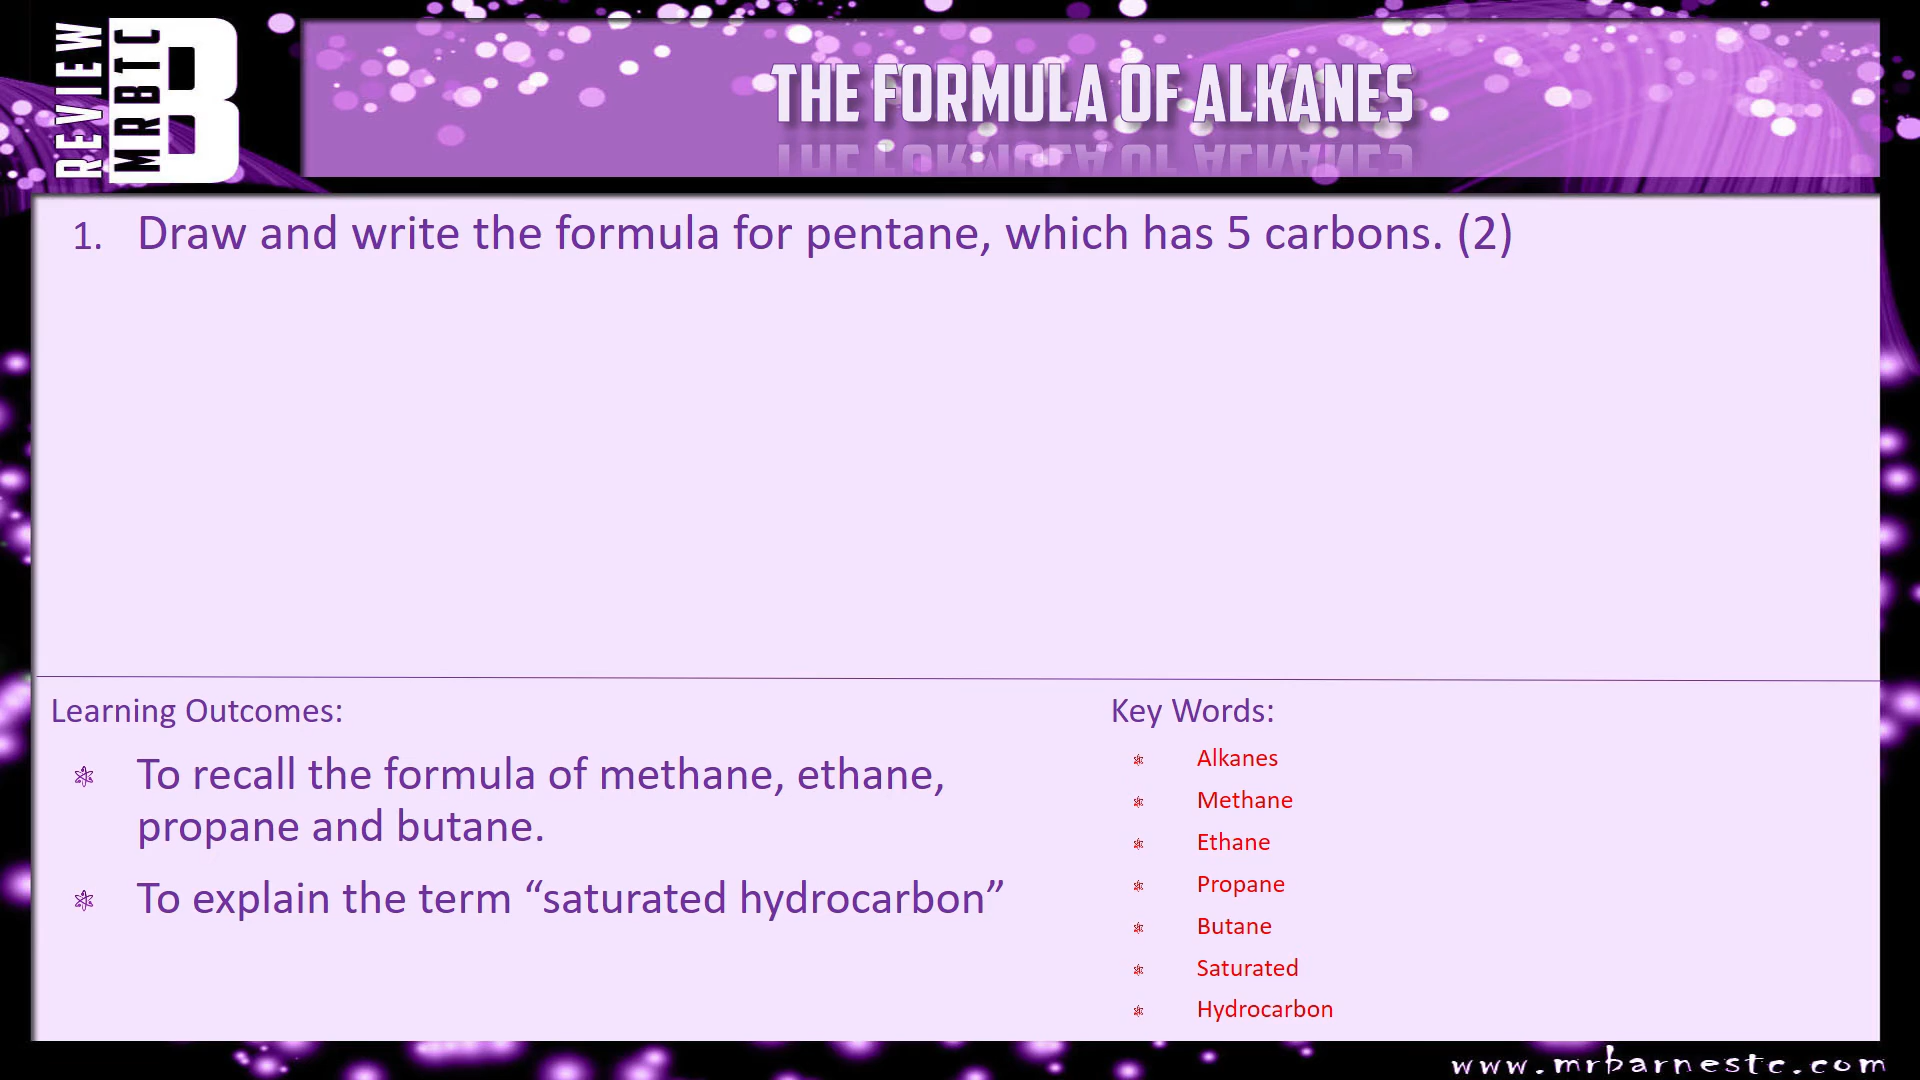 REVIEW
MRBTC
B
THE FORMULA OF ALKANES
1. Draw and write the formula for pentane, which has 5 carbons. (2)
Learning Outcomes:
To recall the formula of methane, ethane,
propane and butane.
To explain the term “saturated hydrocarbon”
Key Words:
Alkanes
Methane
Ethane
Propane
Butane
Saturated
Hydrocarbon
www.mrbarnestc.com